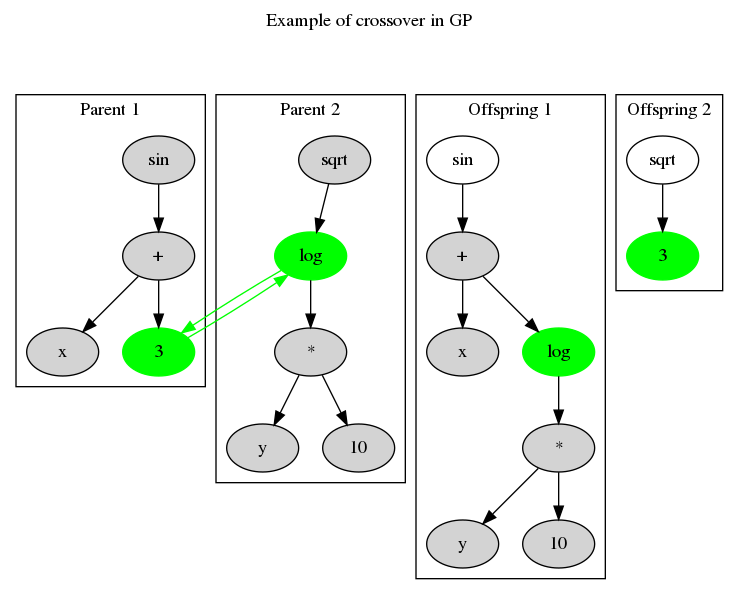 Example of crossover in GP
Parent 1
sin
+
x
3
Parent 2
sqrt
log
*
y
10
Offspring 1
sin
+
x
log
*
y
10
Offspring 2
sqrt
3